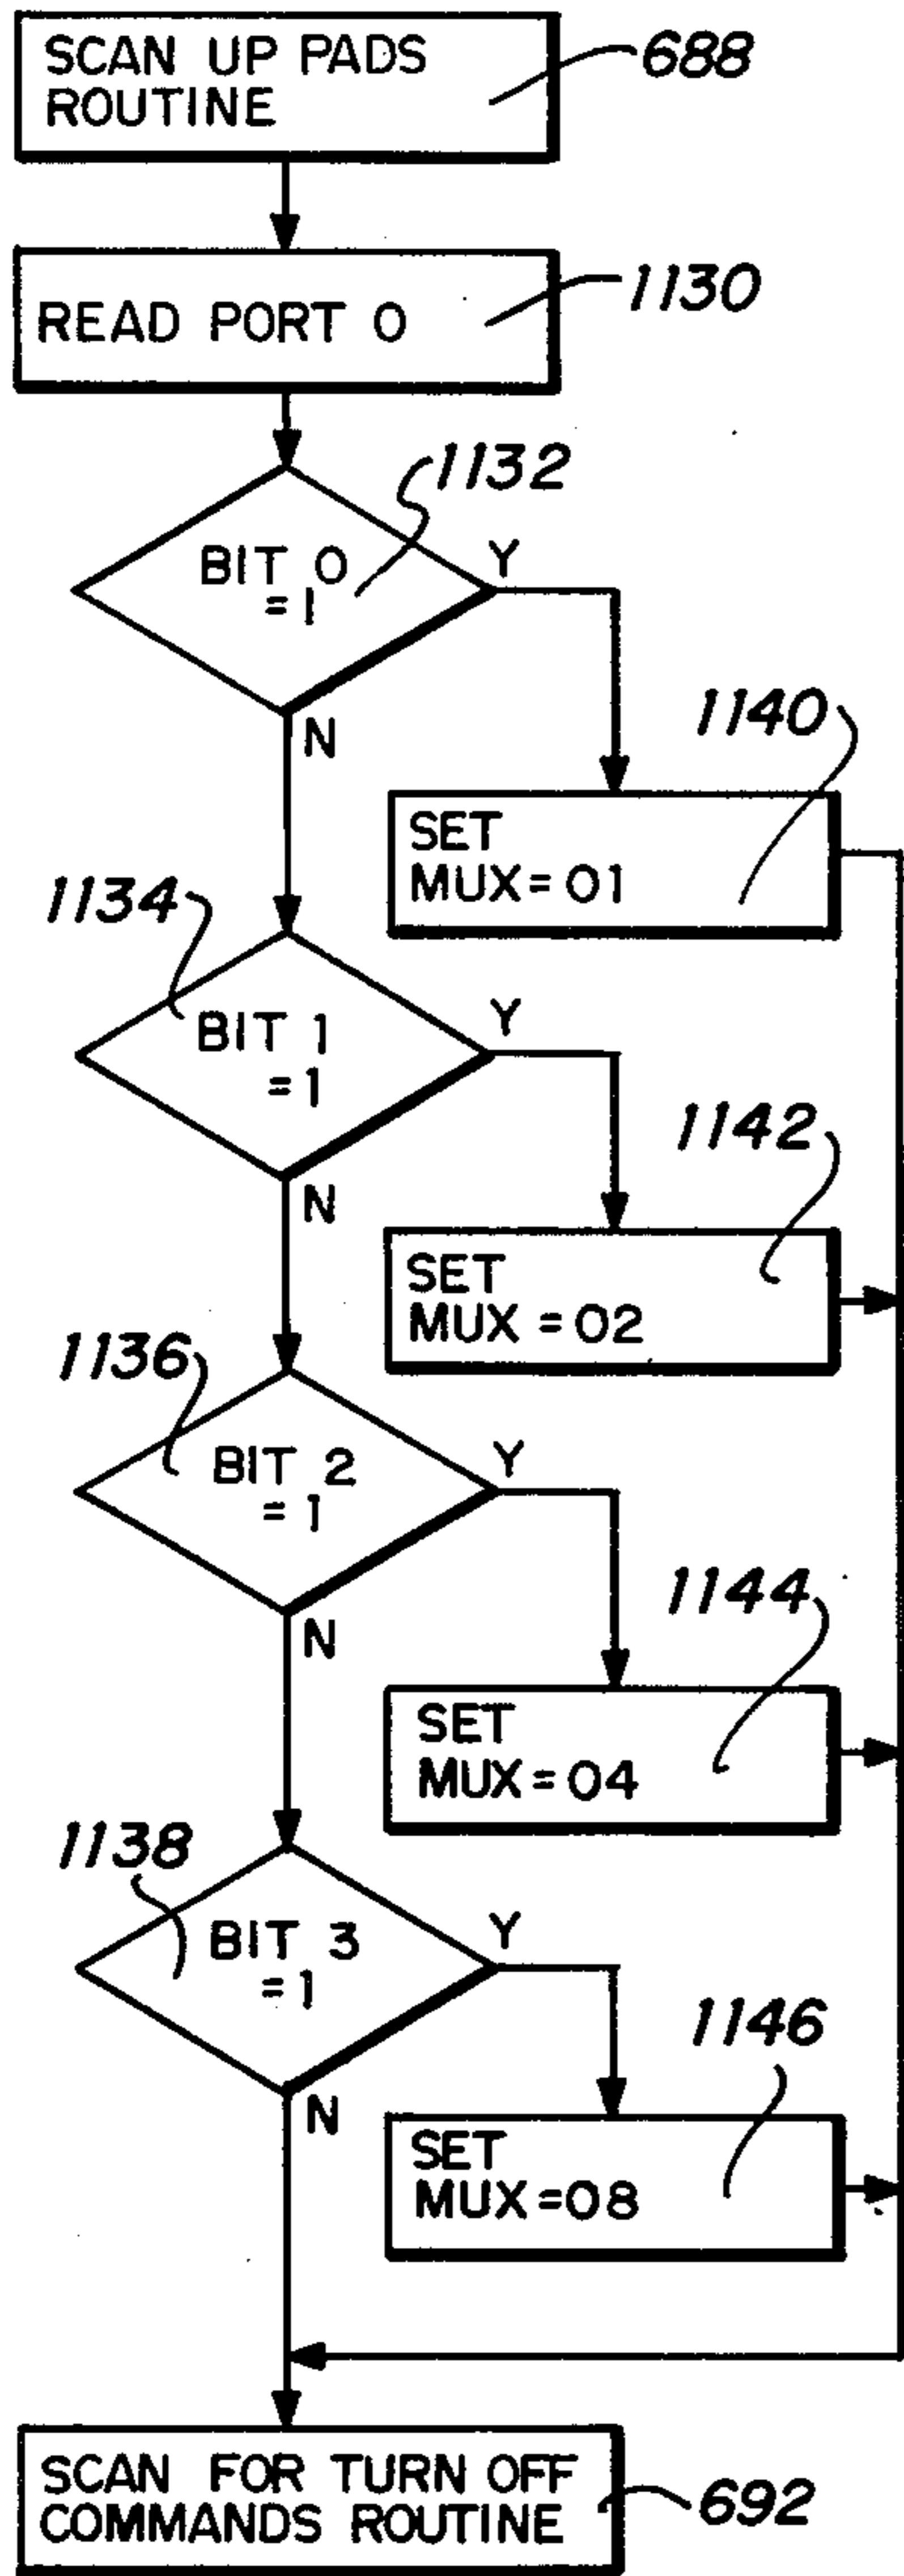 SCAN UP PADS
ROUTINE
688
READ PORT 0
1130
1132
BIT 0
= 1
Y
N
1140
SET
MUX = 01
1134
BIT 1
= 1
Y
N
1142
SET
MUX = 02
1136
BIT 2
= 1
Y
N
1144
SET
MUX = 04
1138
BIT 3
= 1
Y
N
1146
SET
MUX = 08
SCAN FOR TURN OFF
COMMANDS ROUTINE
692